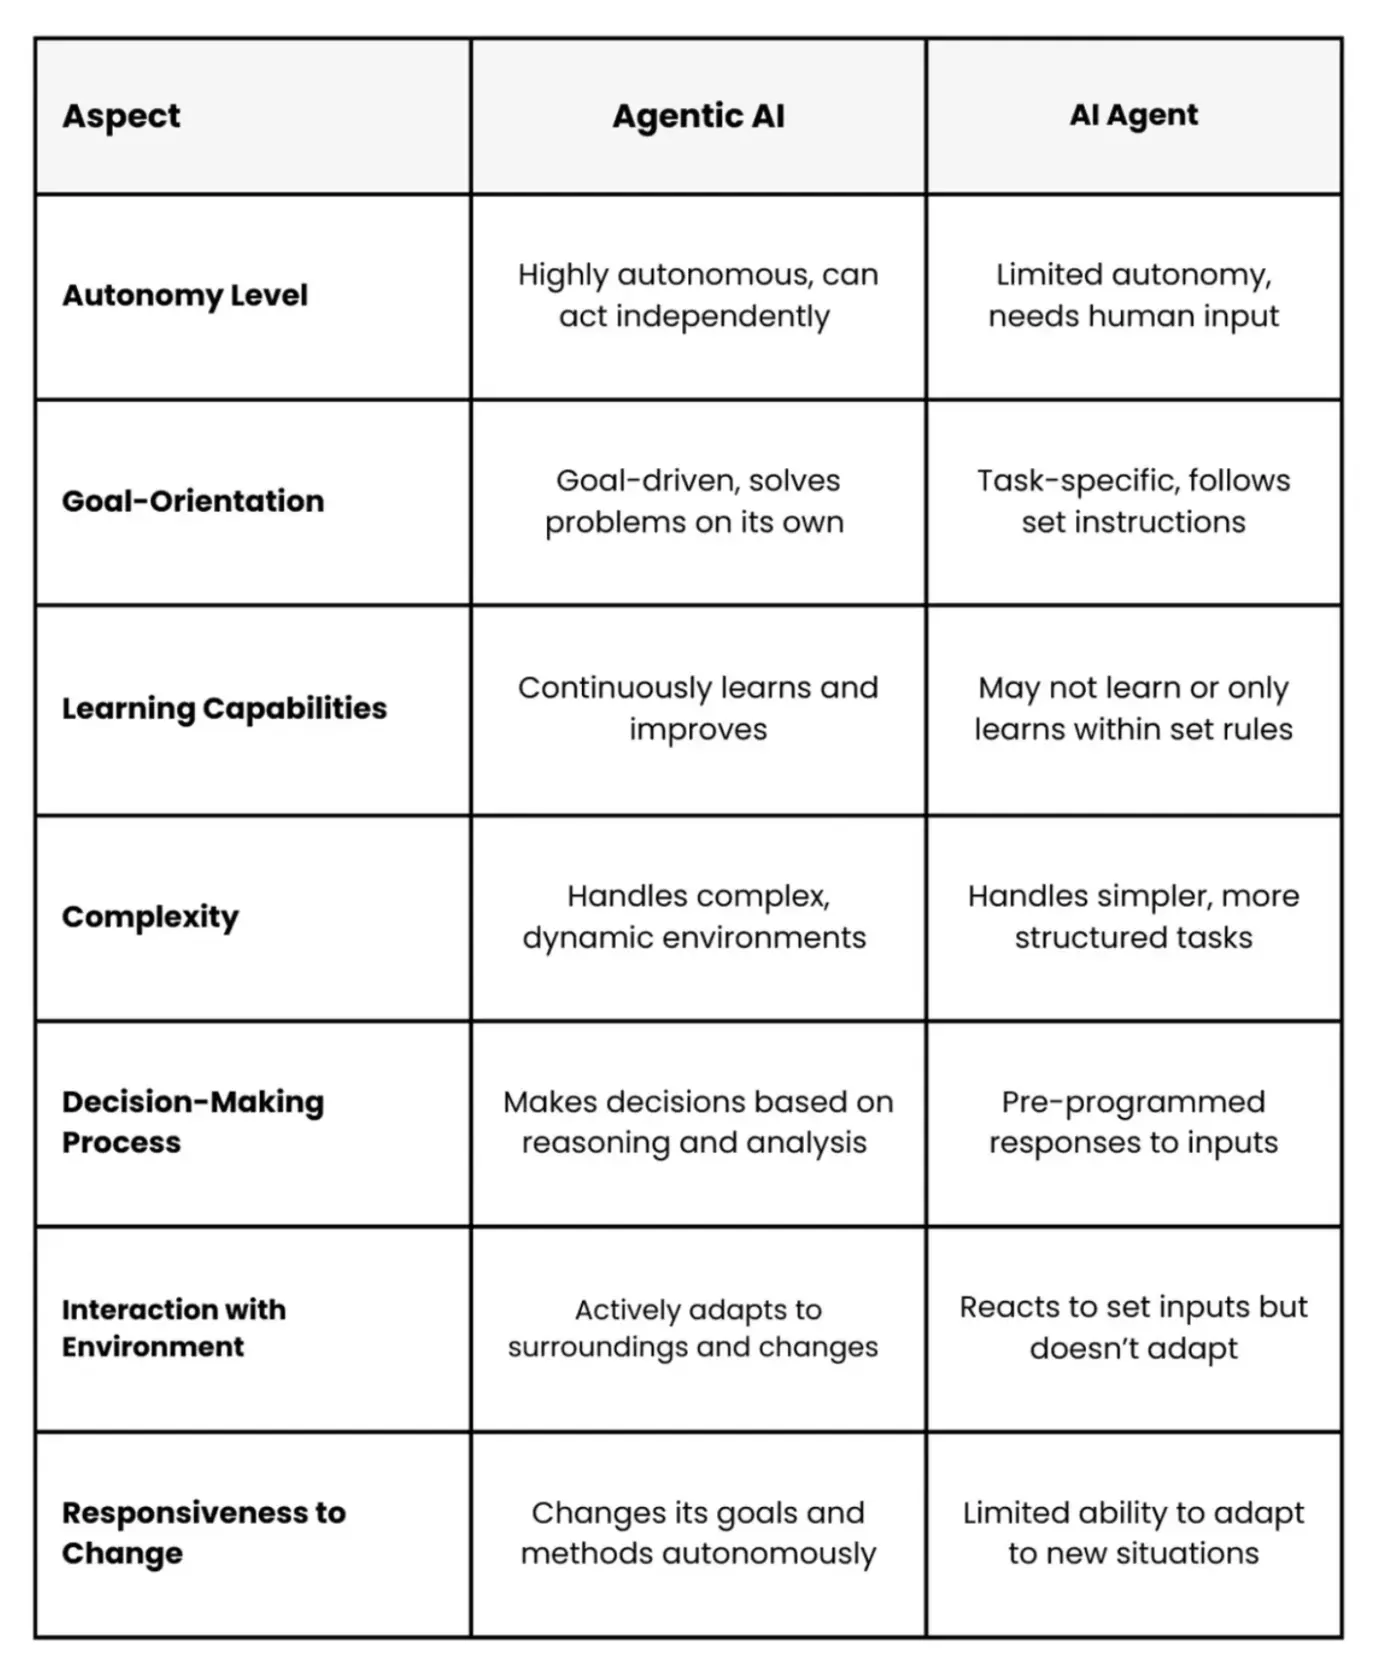 Aspect
Agentic AI
AI Agent
Autonomy Level
Highly autonomous, can
act independently
Limited autonomy,
needs human input
Goal-Orientation
Goal-driven, solves
problems on its own
Task-specific, follows
set instructions
Learning Capabilities
Continuously learns and
improves
May not learn or only
learns within set rules
Complexity
Handles complex,
dynamic environments
Handles simpler, more
structured tasks
Decision-Making
Process
Makes decisions based on
reasoning and analysis
Pre-programmed
responses to inputs
Interaction with
Environment
Actively adapts to
surroundings and changes
Reacts to set inputs but
doesn’t adapt
Responsiveness to
Change
Changes its goals and
methods autonomously
Limited ability to adapt
to new situations